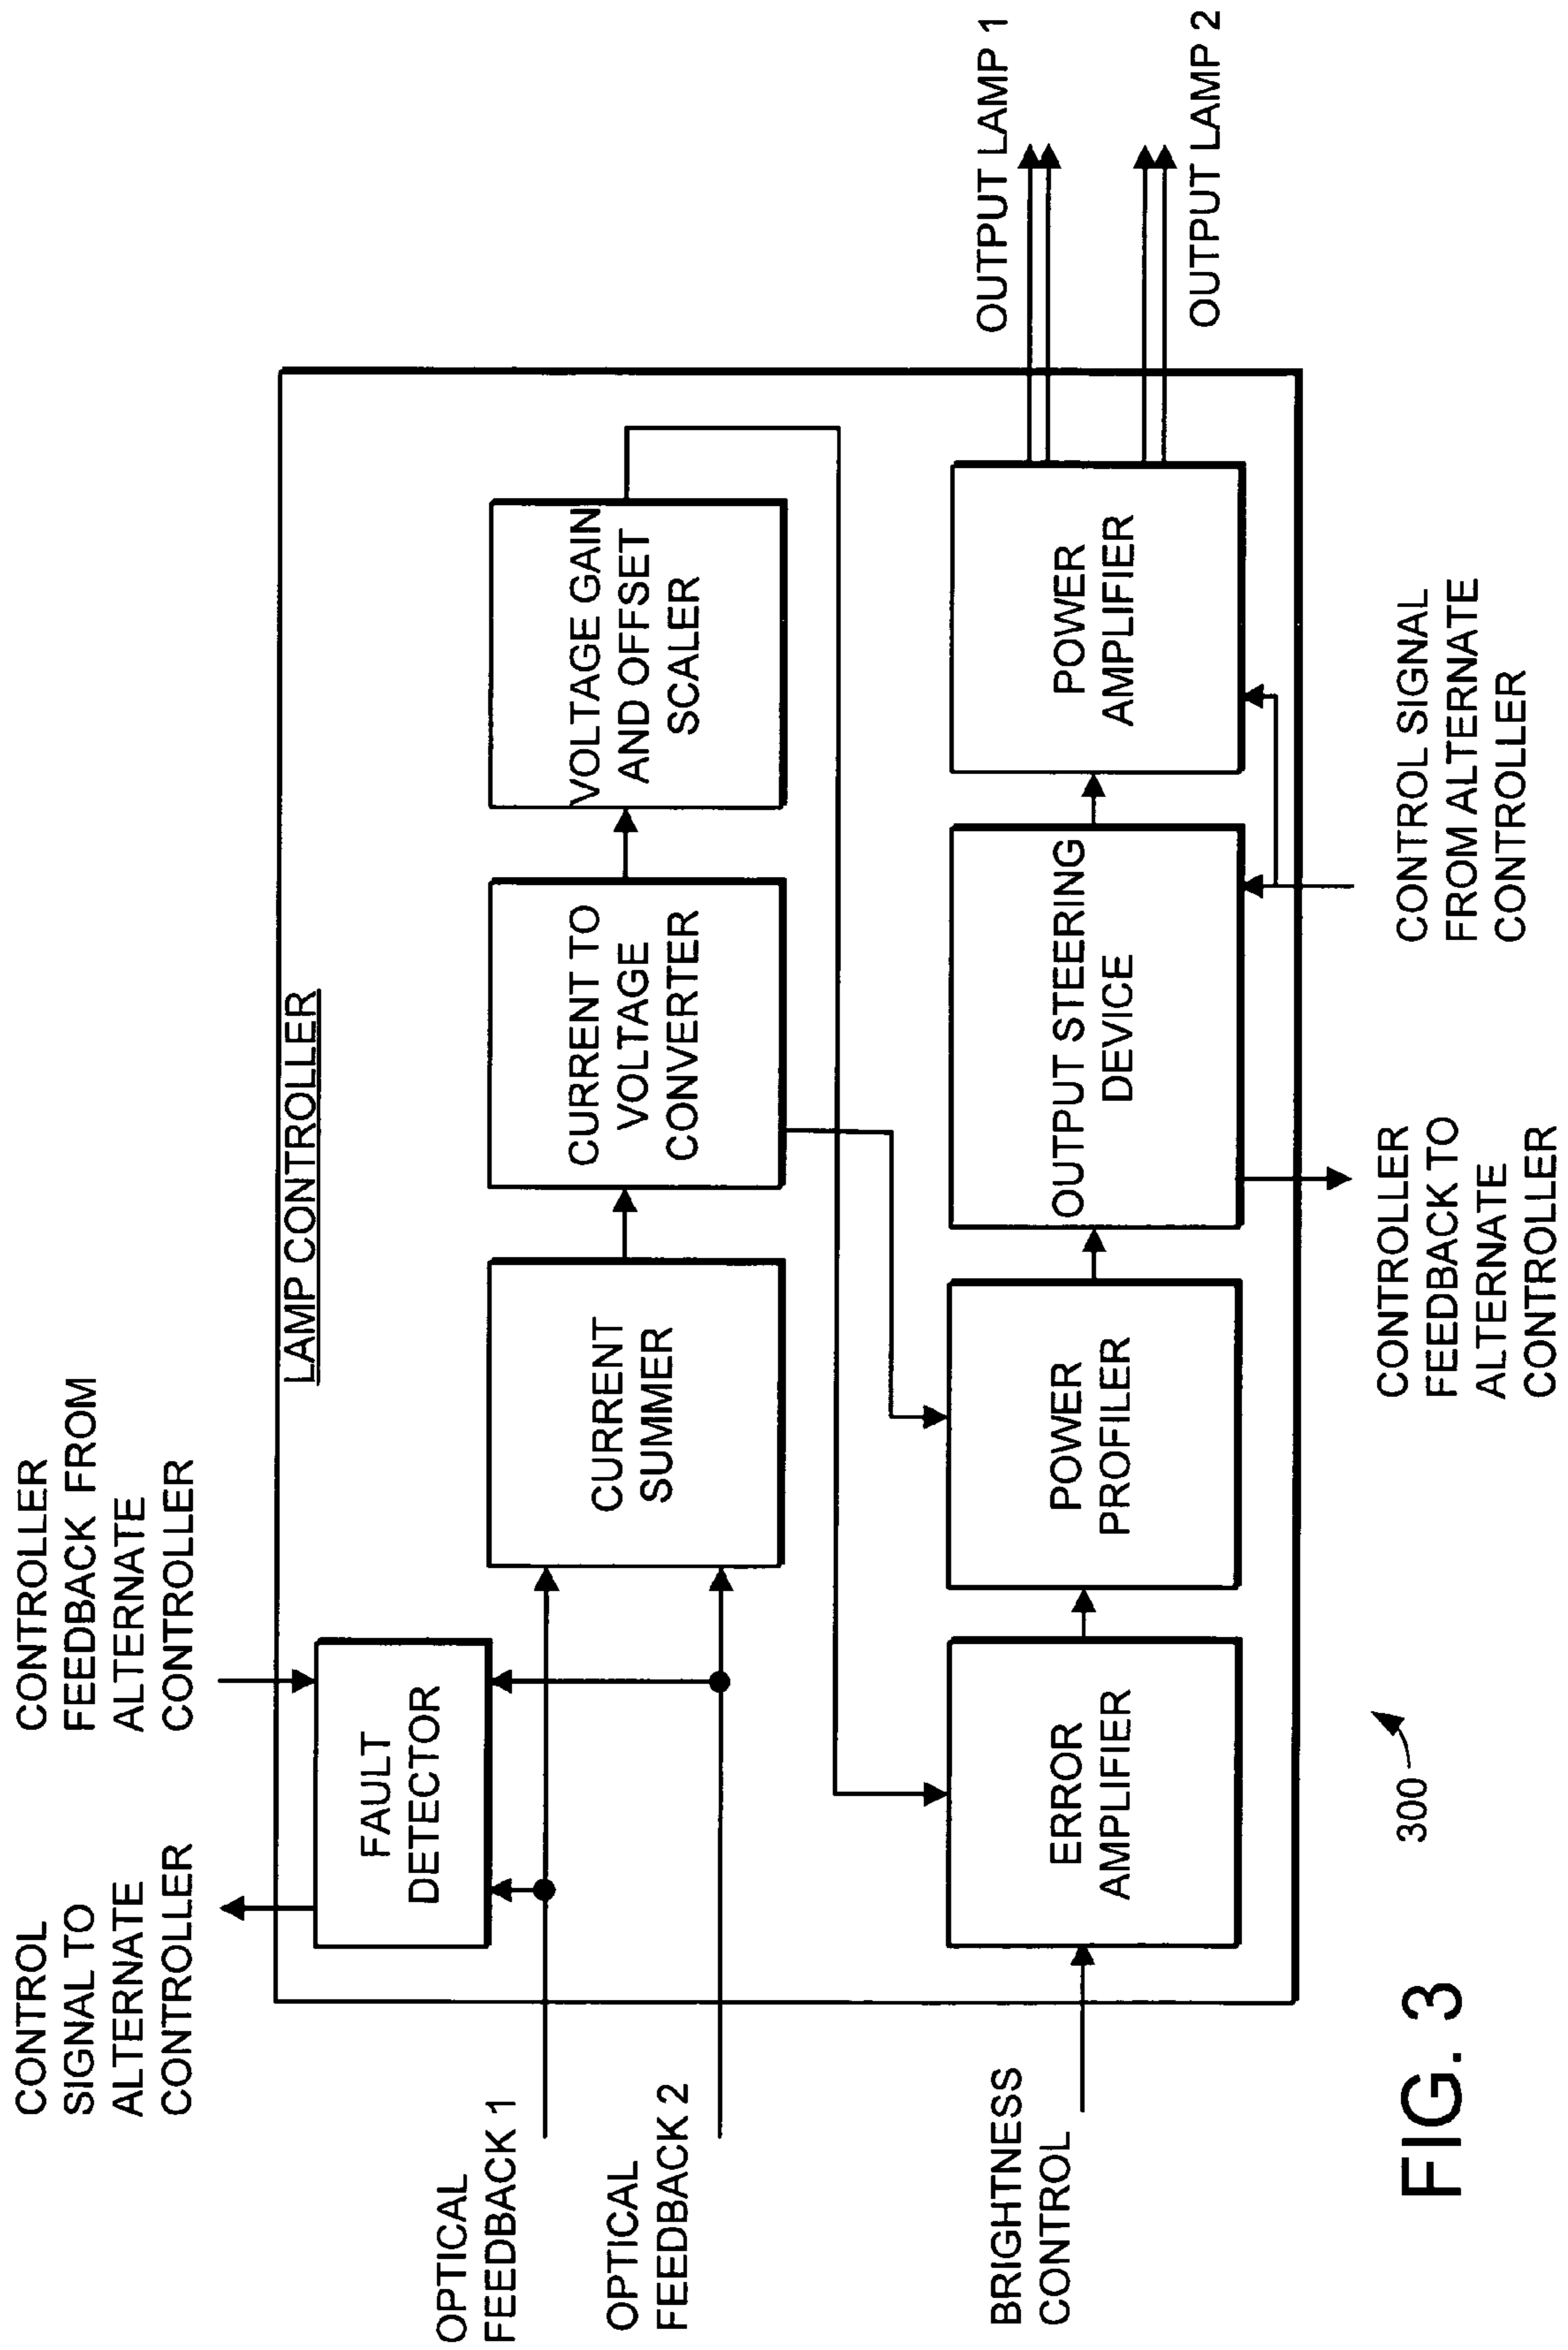 CONTROL
SIGNAL TO
ALTERNATE
CONTROLLER
CONTROLLER
FEEDBACK FROM
ALTERNATE
CONTROLLER
LAMP CONTROLLER
FAULT
DETECTOR
OPTICAL
FEEDBACK 1
OPTICAL
FEEDBACK 2
CURRENT
SUMMER
CURRENT TO
VOLTAGE
CONVERTER
VOLTAGE GAIN
AND OFFSET
SCALER
BRIGHTNESS
CONTROL
ERROR
AMPLIFIER
POWER
PROFILER
OUTPUT STEERING
DEVICE
POWER
AMPLIFIER
OUTPUT LAMP 1
OUTPUT LAMP 2
CONTROLLER
FEEDBACK TO
ALTERNATE
CONTROLLER
CONTROL SIGNAL
FROM ALTERNATE
CONTROLLER
300
FIG. 3